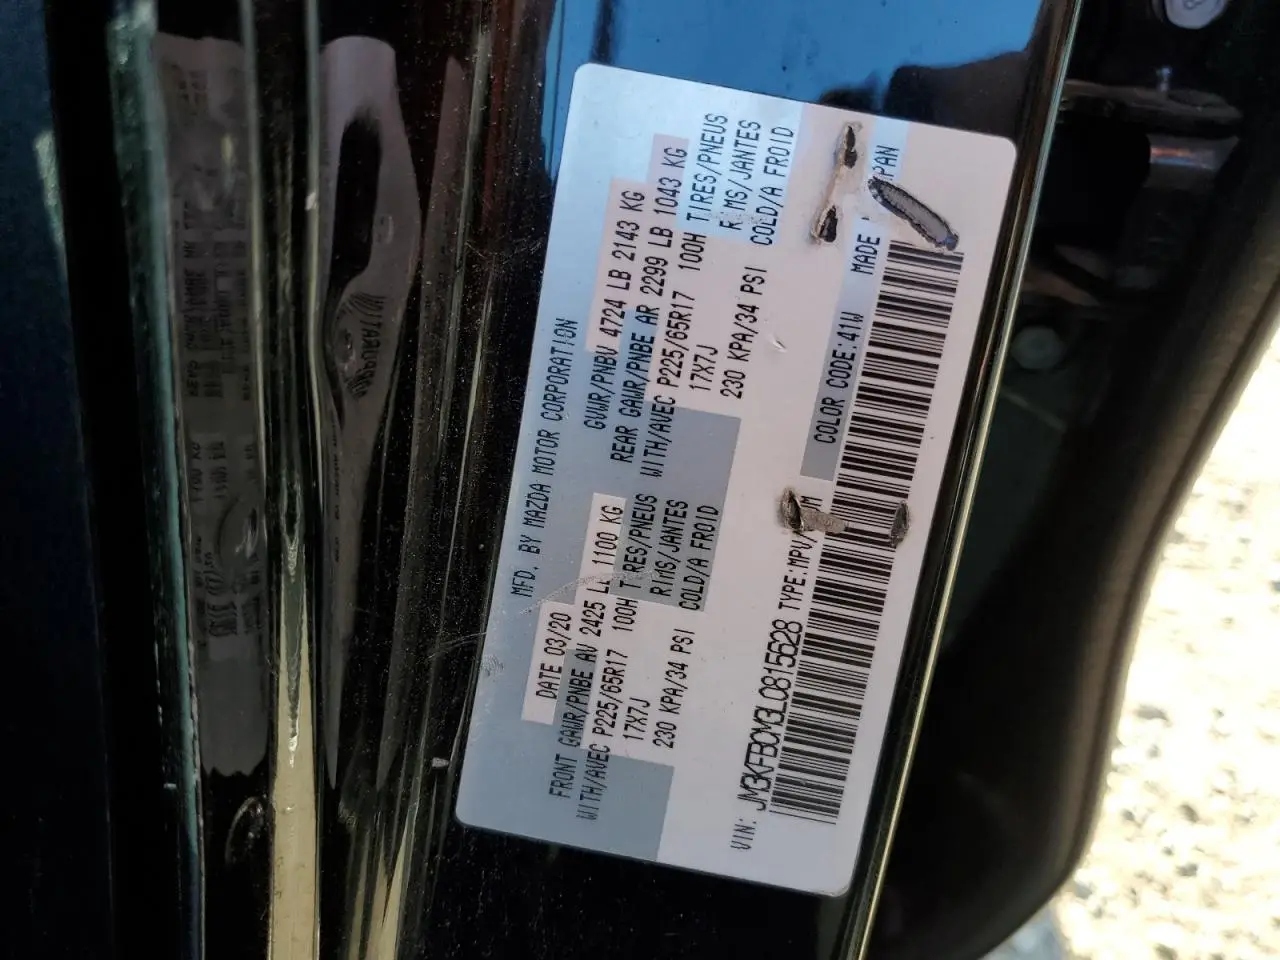 MFD. BY MAZDA MOTOR CORPORATION
DATE 03/20 GVWR/PNBV 4724 LB 2143 KG
FRONT GAWR/PNBE AV 2425 L 1100 KG REAR GAWR/PNBE AR 2299 LB 1043 KG
WITH/AVEC P225/65R17 100H TIRES/PNEUS WITH/AVEC P225/65R17 100H TIRES/PNEUS
17X7J RIMS/JANTES 17X7J R MS/JANTES
230 KPA/34 PSI COLD/A FROID 230 KPA/34 PSI COLD/A FROID
VIN: JM3KFBCM3L0815628 TYPE:MPV/ M COLOR CODE:41W MADE PAN